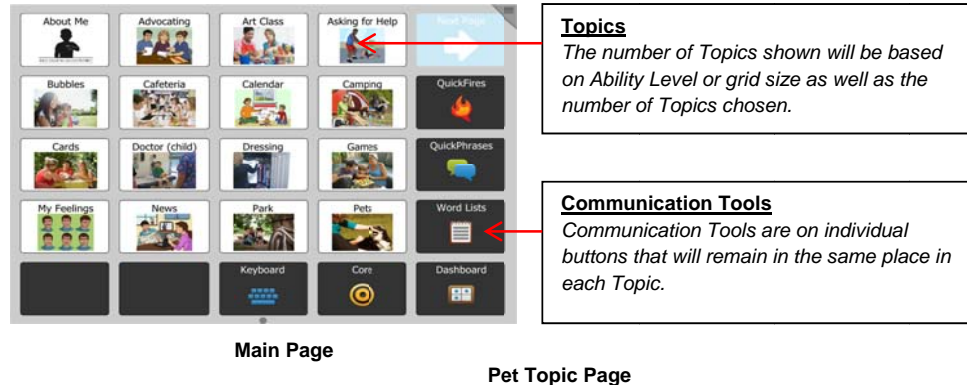 About Me Advocating Art Class Asking for Help Next Page
Bubbles Cafeteria Calendar Camping QuickFires
Cards Doctor (child) Dressing Games QuickPhrases
My Feelings News Park Pets Word Lists
Keyboard Core Dashboard
Topics
The number of Topics shown will be based
on Ability Level or grid size as well as the
number of Topics chosen.
Communication Tools
Communication Tools are on individual
buttons that will remain in the same place in
each Topic.
Main Page
Pet Topic Page